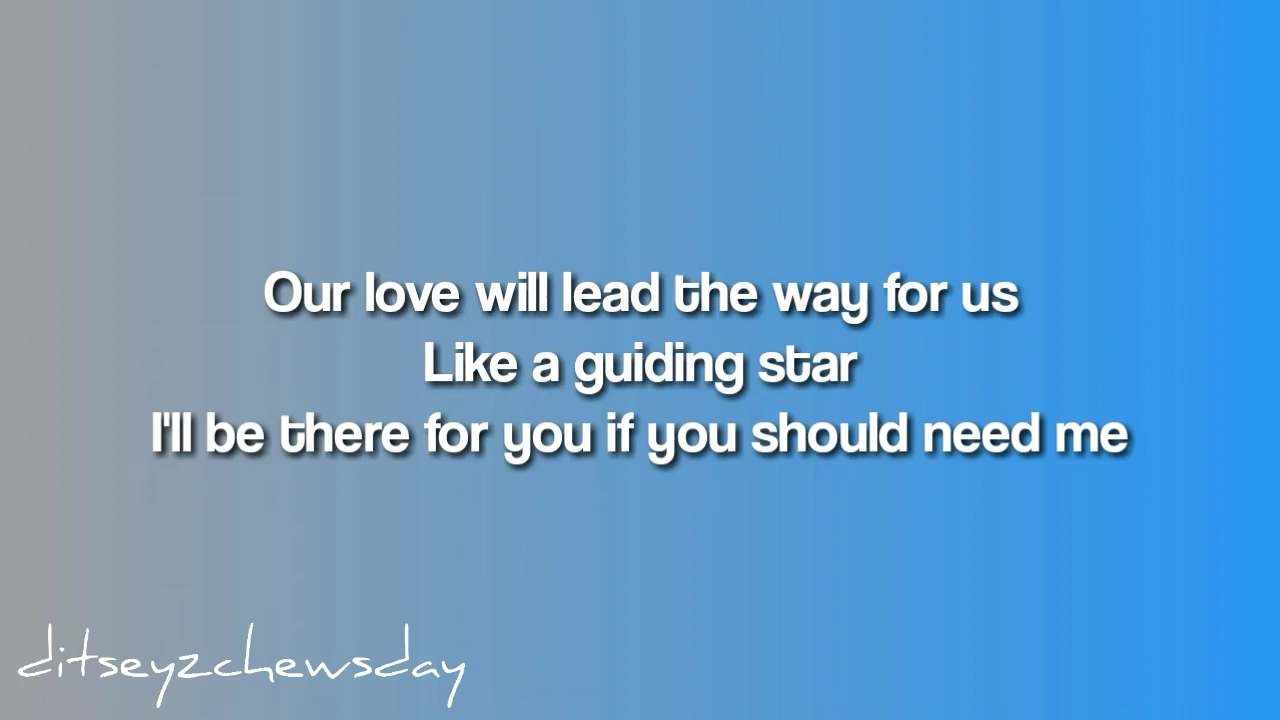 Our love will lead the way for us
Like a guiding star
I'll be there for you if you should need me
ditseyzchewsday